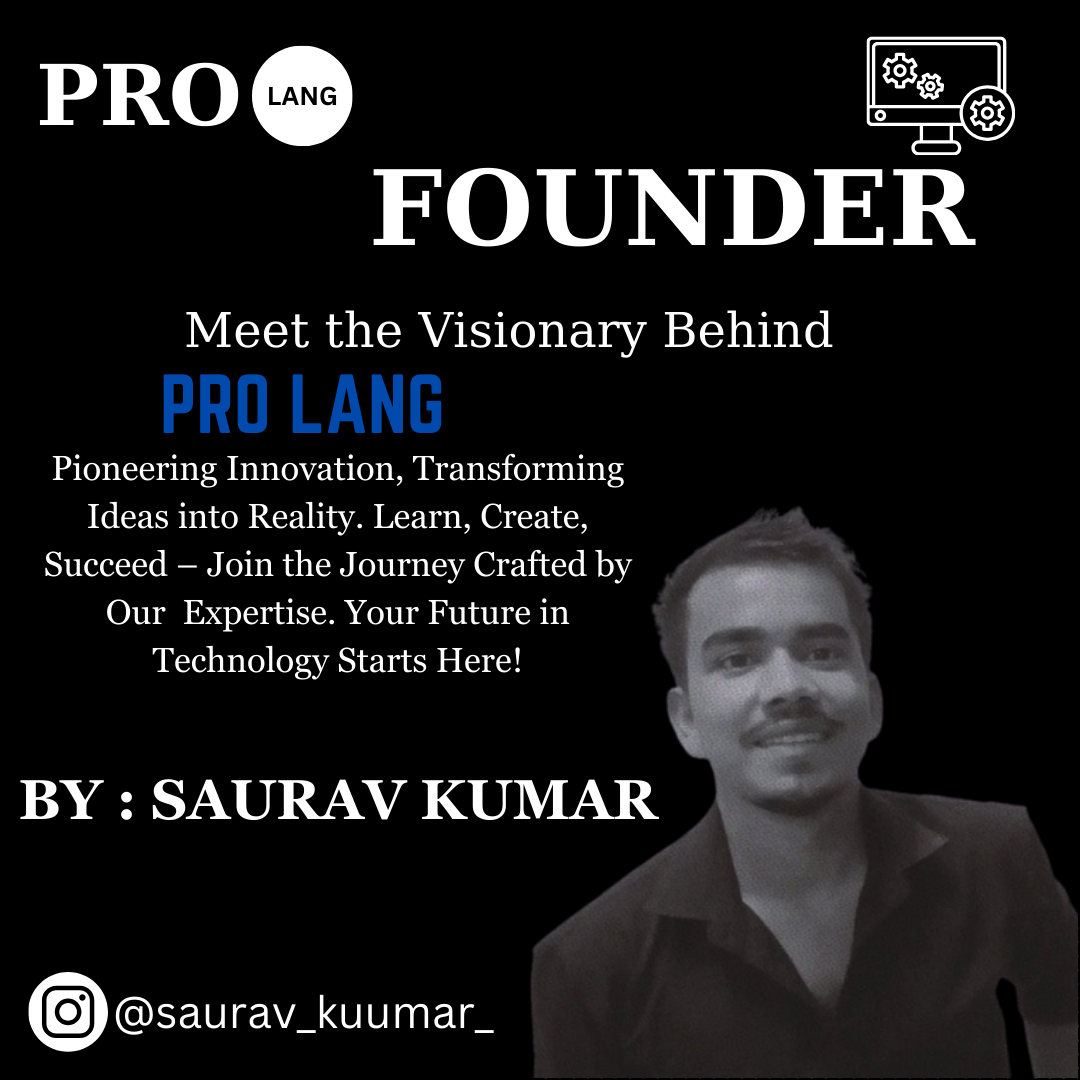 PRO LANG
FOUNDER
Meet the Visionary Behind
PRO LANG
Pioneering Innovation, Transforming
Ideas into Reality. Learn, Create,
Succeed – Join the Journey Crafted by
Our  Expertise. Your Future in
Technology Starts Here!
BY : SAURAV KUMAR
@saurav_kuumar_